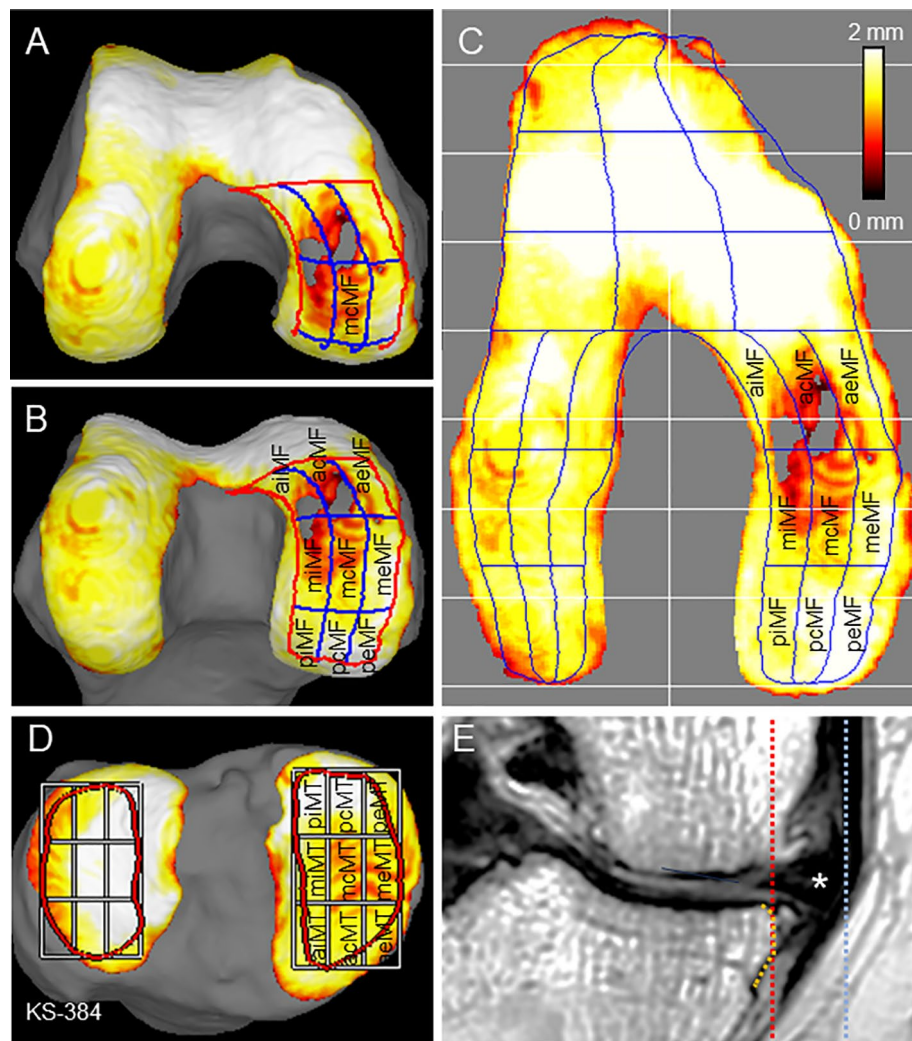 A
mcMF
B
aiMF
acMF
aeMF
miMF
mcMF
meMF
piMF
pcMF
peMF
C
2 mm
0 mm
aiMF
acMF
aeMF
miMF
mcMF
meMF
piMF
pcMF
peMF
D
piMT
pcMT
peMT
miMT
mcMT
meMT
aiMT
acMT
aeMT
KS-384
E
*